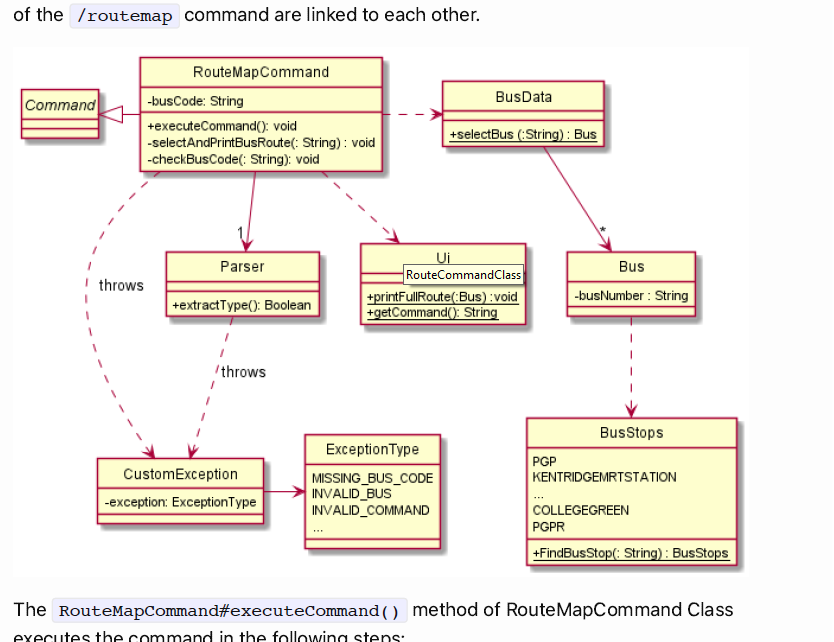 of the /routemap command are linked to each other.
RouteMapCommand
-busCode: String
+executeCommand(): void
-selectAndPrintBusRoute(: String) : void
-checkBusCode(: String): void
Command
BusData
+selectBus (:String) : Bus
1
*
Parser
+extractType(): Boolean
Ui
RouteCommandClass
+printFullRoute(:Bus) :void
+getCommand(): String
Bus
-busNumber : String
throws
throws
CustomException
-exception: ExceptionType
ExceptionType
MISSING_BUS_CODE
INVALID_BUS
INVALID_COMMAND
...
BusStops
PGP
KENTRIDGEMRTSTATION
...
COLLEGEGREEN
PGPR
+FindBusStop(: String) : BusStops
The RouteMapCommand#executeCommand() method of RouteMapCommand Class
executes the command in the following steps: